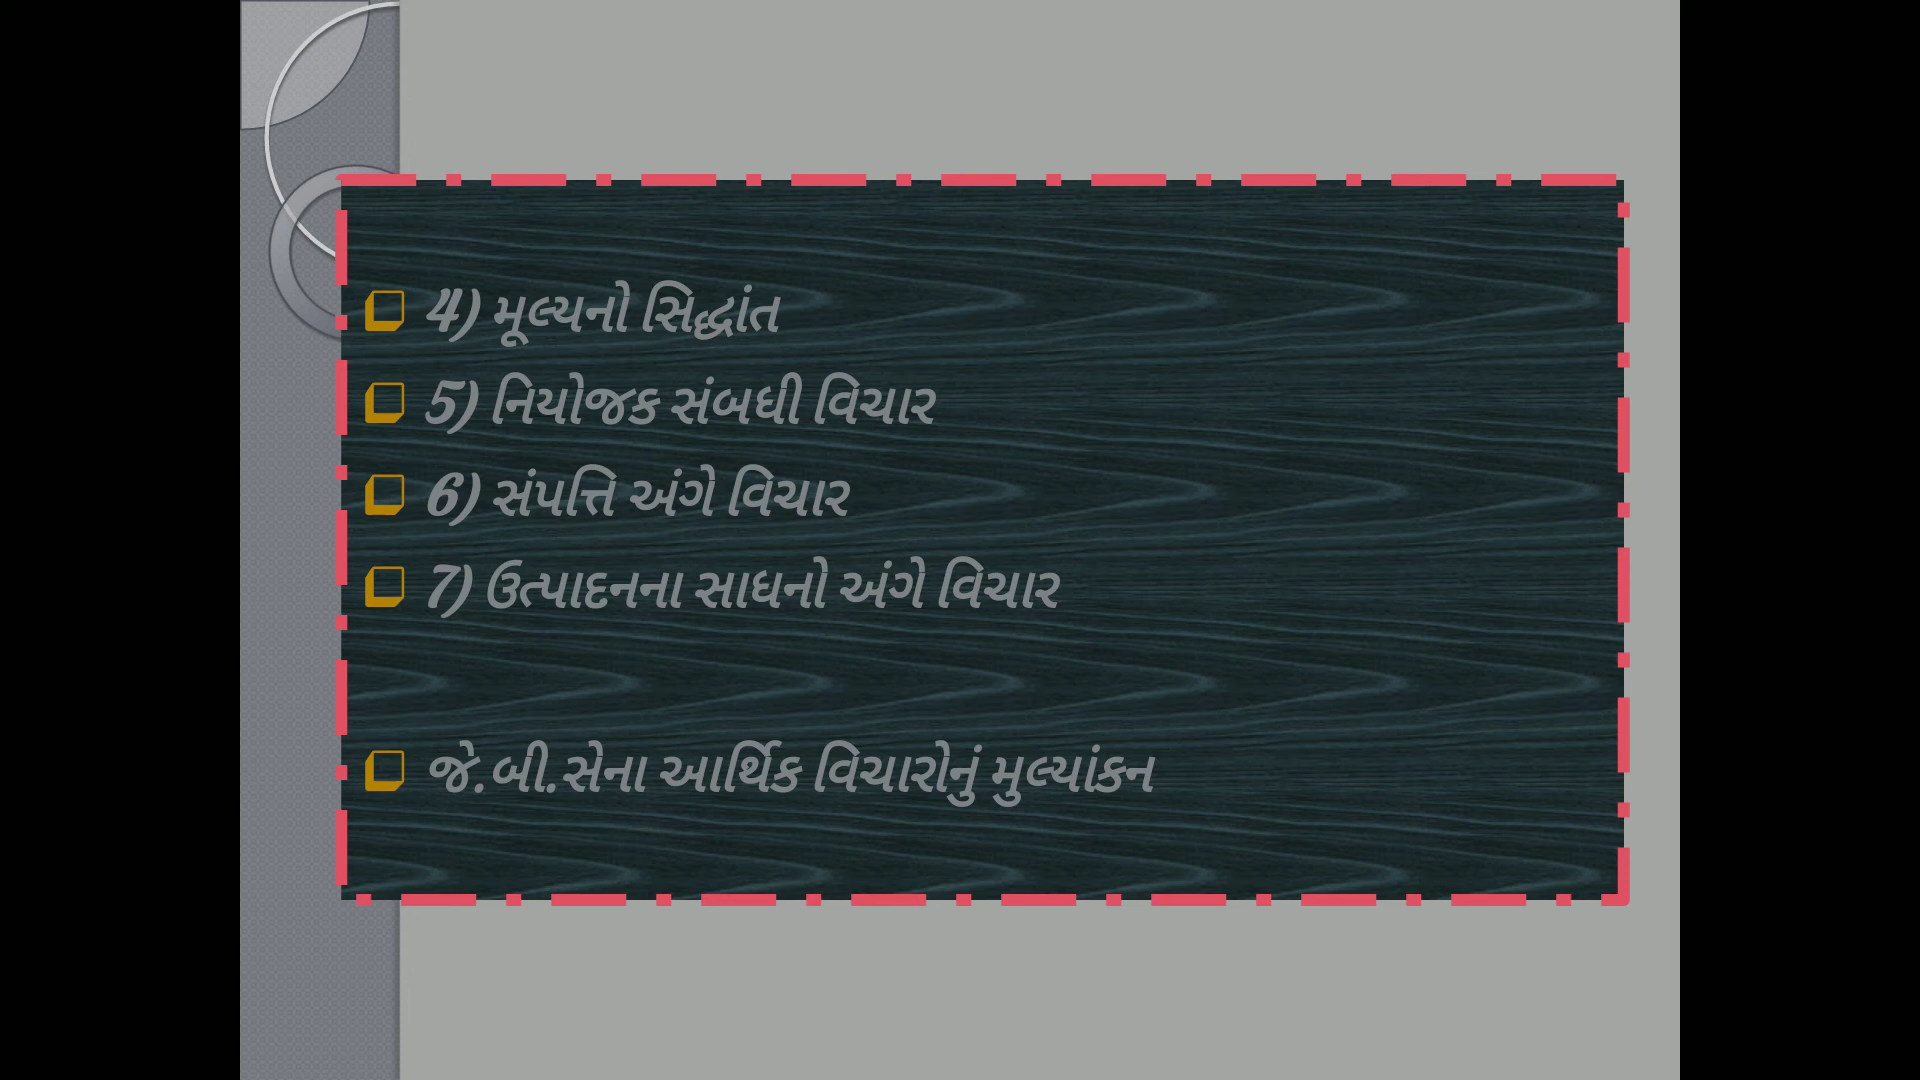 4) મૂલ્યનો સિદ્ધાંત
5) નિયોજક સંબધી વિચાર
6) સંપત્તિ અંગે વિચાર
7) ઉત્પાદનના સાધનો અંગે વિચાર
જે.બી.સેના આર્થિક વિચારોનું મુલ્યાંકન